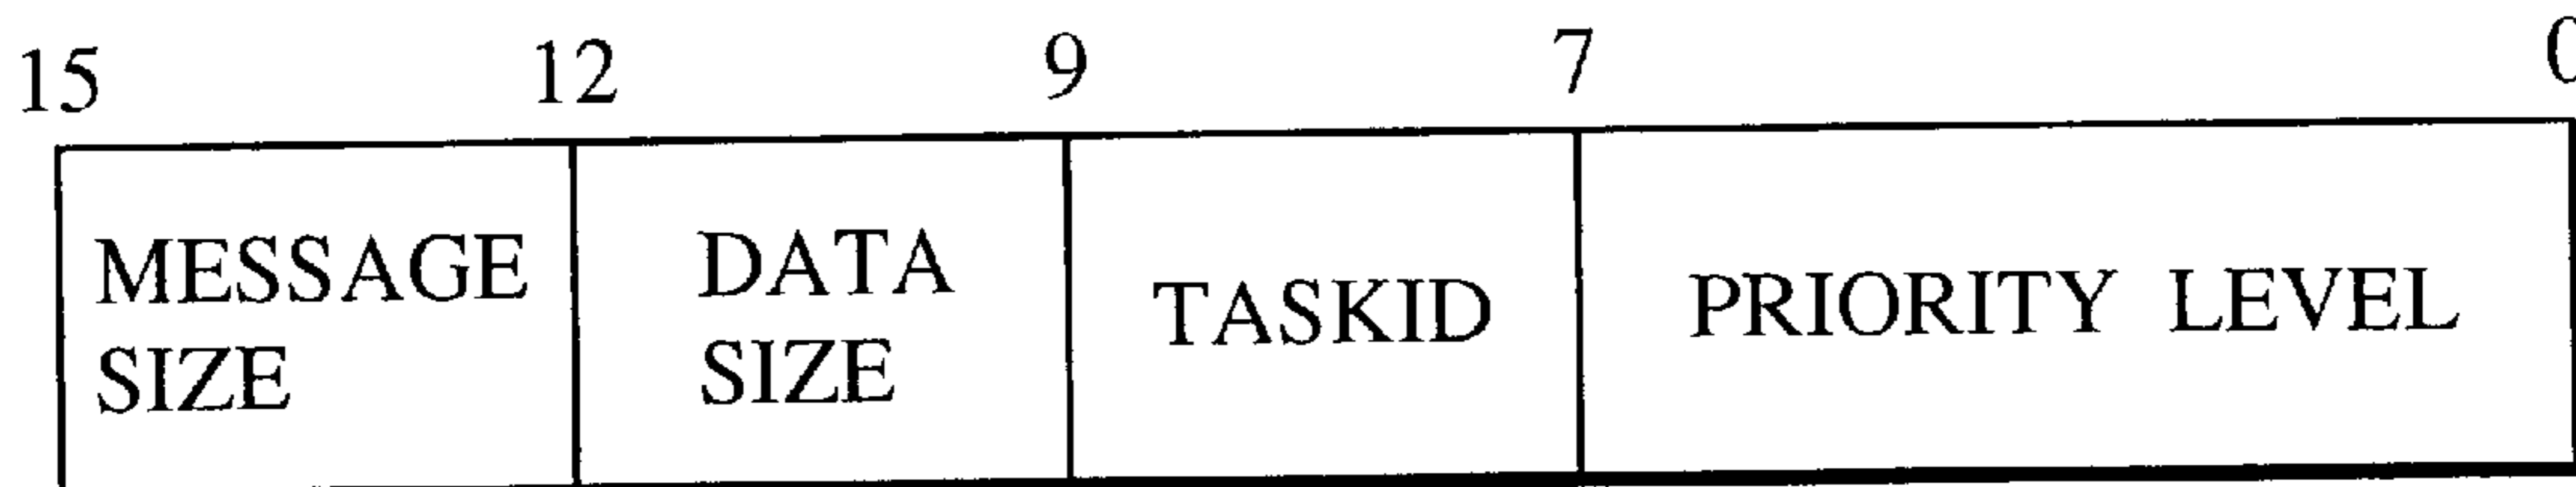 15 12 9 7 0
MESSAGE SIZE
DATA SIZE
TASKID
PRIORITY LEVEL